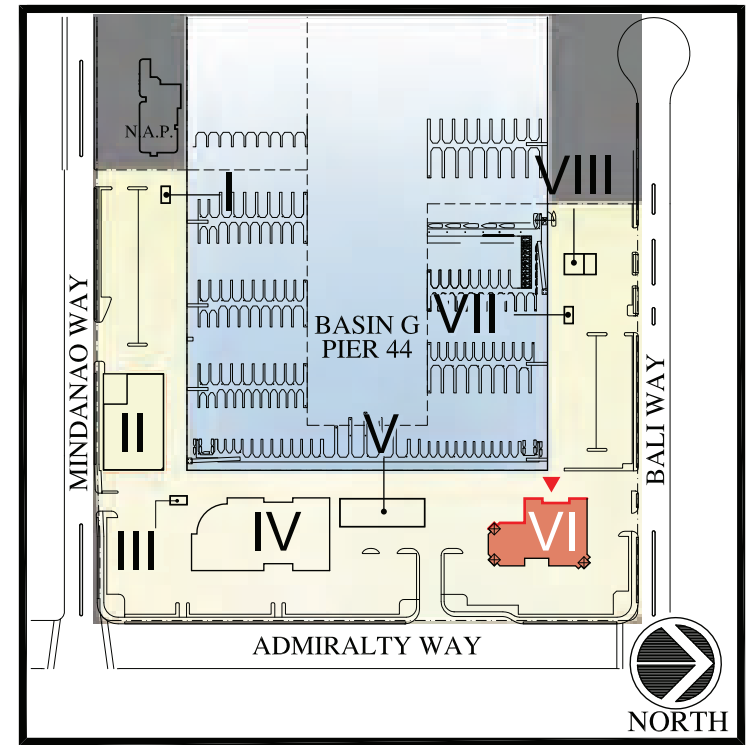 N.A.P.
VIII
I
MINDANAO WAY
BASIN G
PIER 44
VII
BALI WAY
II
V
III
IV
VI
ADMIRALTY WAY
NORTH